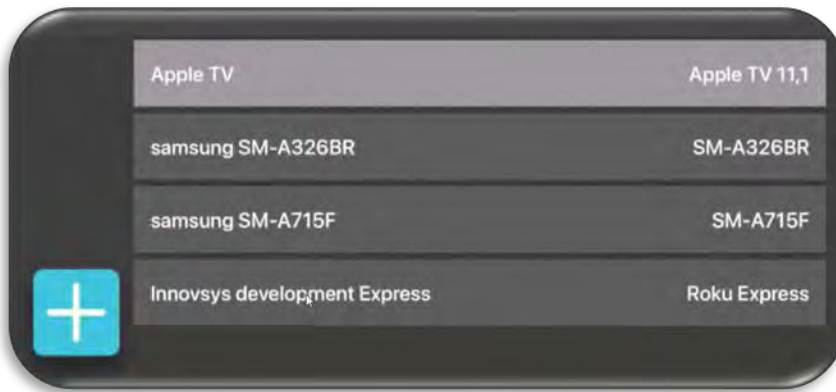 Apple TV Apple TV 11,1
samsung SM-A326BR SM-A326BR
samsung SM-A715F SM-A715F
Innovsys development Express Roku Express